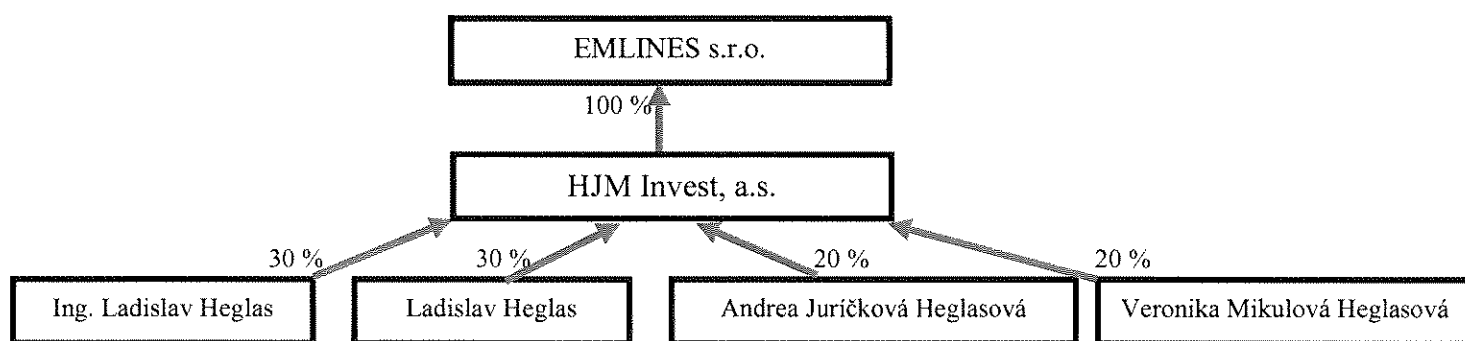 EMLINES s.r.o.
100 %
HJM Invest, a.s.
30 %
30 %
20 %
20 %
Ing. Ladislav Heglas
Ladislav Heglas
Andrea Juríčková Heglasová
Veronika Mikulová Heglasová